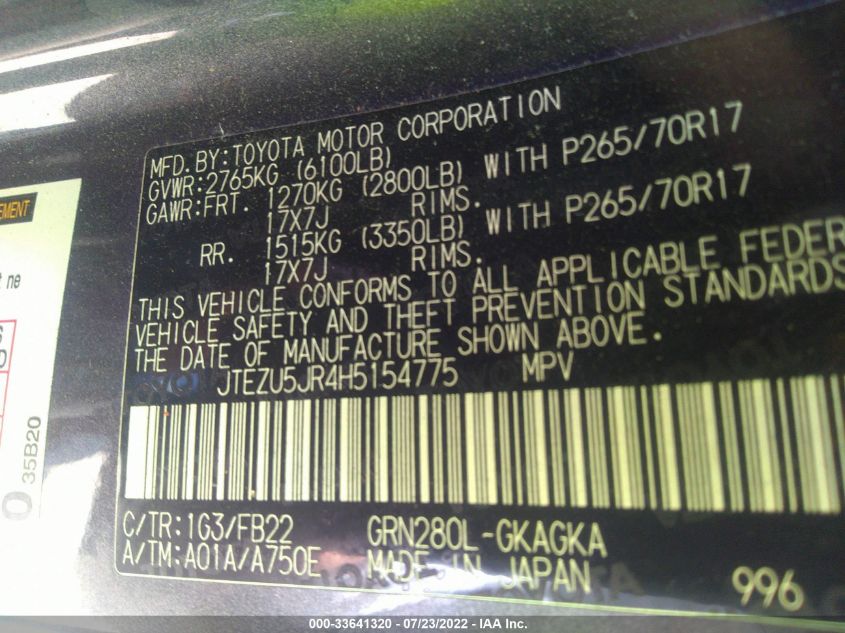 MFD.BY:TOYOTA MOTOR CORPORATION
GVWR:2765KG (6100LB)
GAWR:FRT. 1270KG (2800LB) WITH P265/70R17
17X7J RIMS.
RR. 1515KG (3350LB) WITH P265/70R17
17X7J RIMS.
THIS VEHICLE CONFORMS TO ALL APPLICABLE FEDER
VEHICLE SAFETY AND THEFT PREVENTION STANDARDS
THE DATE OF MANUFACTURE SHOWN ABOVE.
JTEZU5JR4H5154775 MPV
C/TR:1G3/FB22 GRN280L-GKAGKA
A/TM:A01A/A750E MADE IN JAPAN 996
EMENT
t ne
35B20
000-33641320 / 07/23/2022 - IAA Inc.